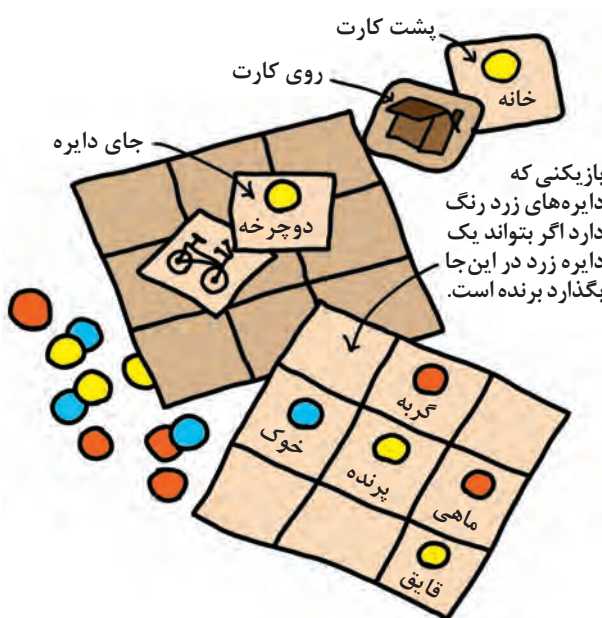 پشت کارت
روی کارت
خانه
جای دایره
دوچرخه
بازیکنی که
دایره‌های زرد رنگ
دارد اگر بتواند یک
دایره زرد در این‌جا
بگذارد برنده است.
گربه
خوک
پرنده
ماهی
قایق